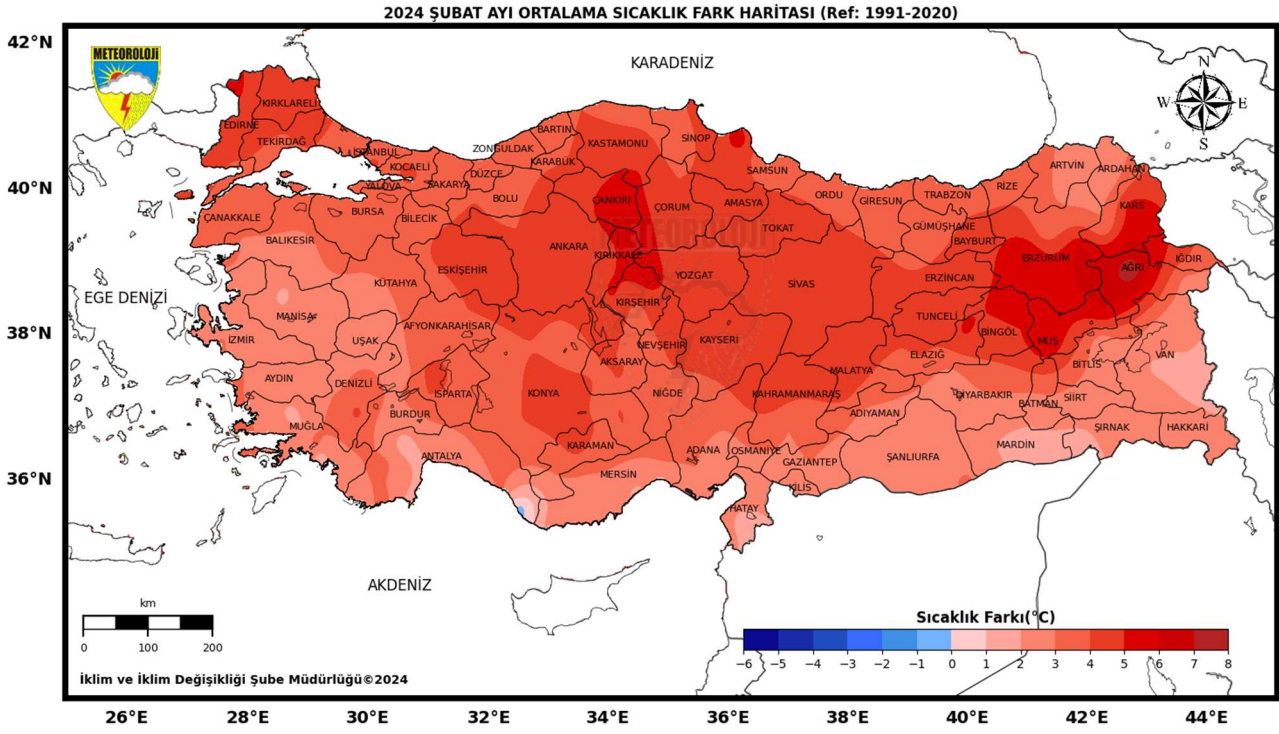 2024 ŞUBAT AYI ORTALAMA SICAKLIK FARK HARİTASI (Ref: 1991-2020)
42°N
METEOROLOJİ
KARADENİZ
N
W E
S
KIRKLARELİ
EDİRNE
TEKİRDAĞ
İSTANBUL
KOCAELİ
YALOVA
SAKARYA
ZONGULDAK
BARTIN
KARABÜK
KASTAMONU
SİNOP
DÜZCE
BOLU
SAMSUN
ORDU
GİRESUN
TRABZON
RİZE
ARTVİN
ARDAHAN
KARS
40°N
ÇANAKKALE
BURSA
BİLECİK
ÇANKIRI
ÇORUM
AMASYA
TOKAT
GÜMÜŞHANE
BAYBURT
BALIKESİR
ANKARA
KIRIKKALE
METEOROLOJİ
YOZGAT
SİVAS
ERZİNCAN
ERZURUM
AĞRI
IĞDIR
EGE DENİZİ
KÜTAHYA
ESKİŞEHİR
KIRŞEHİR
TUNCELİ
BİNGÖL
MUŞ
38°N
MANİSA
İZMİR
UŞAK
AFYONKARAHİSAR
NEVŞEHİR
KAYSERİ
AKSARAY
ELAZIĞ
MALATYA
BİTLİS
VAN
AYDIN
DENİZLİ
ISPARTA
KONYA
NİĞDE
KAHRAMANMARAŞ
ADIYAMAN
DİYARBAKIR
BATMAN
SİİRT
MUĞLA
BURDUR
ŞIRNAK
HAKKARİ
MARDİN
ANTALYA
KARAMAN
MERSİN
ADANA
OSMANİYE
GAZİANTEP
ŞANLIURFA
KİLİS
HATAY
36°N
AKDENİZ
km
0 100 200
Sıcaklık Farkı(°C)
−6 −5 −4 −3 −2 −1 0 1 2 3 4 5 6 7 8
İklim ve İklim Değişikliği Şube Müdürlüğü©2024
26°E 28°E 30°E 32°E 34°E 36°E 38°E 40°E 42°E 44°E